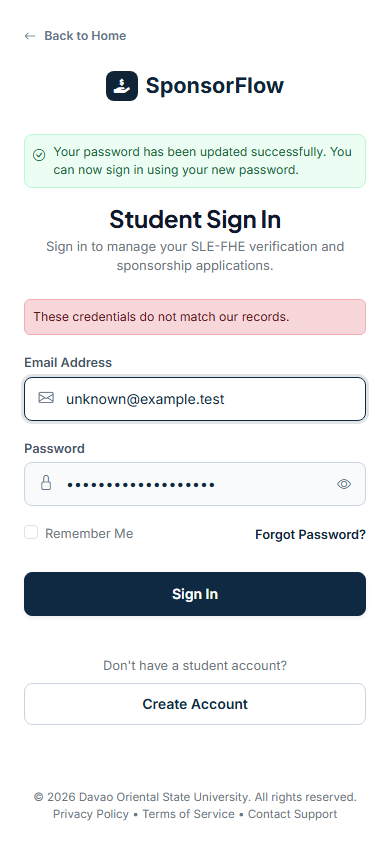 Back to Home
SponsorFlow
Your password has been updated successfully. You
can now sign in using your new password.
Student Sign In
Sign in to manage your SLE-FHE verification and
sponsorship applications.
These credentials do not match our records.
Email Address
unknown@example.test
Password
••••••••••••••••••
Remember Me
Forgot Password?
Sign In
Don't have a student account?
Create Account
© 2026 Davao Oriental State University. All rights reserved.
Privacy Policy • Terms of Service • Contact Support